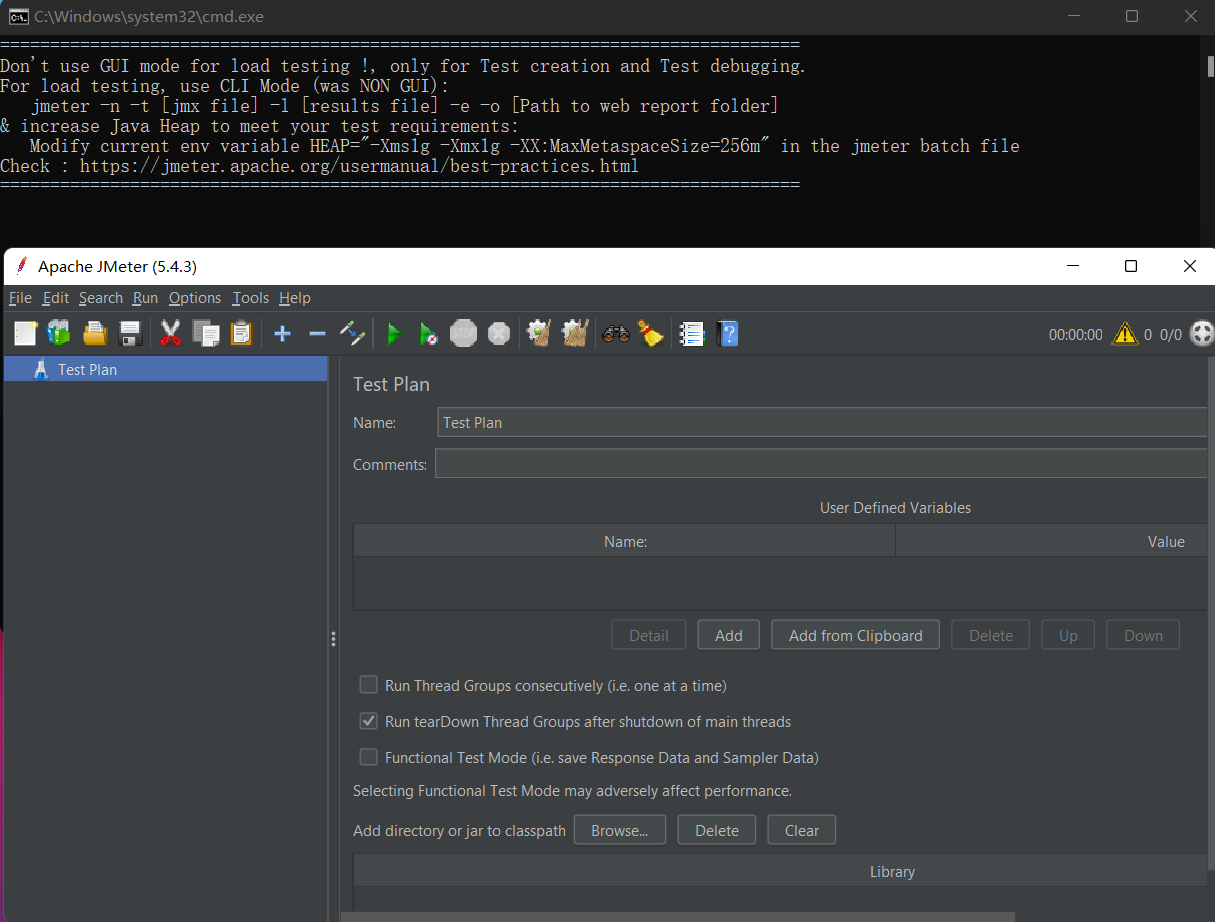 C:\Windows\system32\cmd.exe
================================================================================
Don't use GUI mode for load testing !, only for Test creation and Test debugging.
For load testing, use CLI Mode (was NON GUI):
   jmeter -n -t [jmx file] -l [results file] -e -o [Path to web report folder]
& increase Java Heap to meet your test requirements:
   Modify current env variable HEAP="-Xms1g -Xmx1g -XX:MaxMetaspaceSize=256m" in the jmeter batch file
Check : https://jmeter.apache.org/usermanual/best-practices.html
================================================================================
Apache JMeter (5.4.3)
File Edit Search Run Options Tools Help
STOP ? 00:00:00 0 0/0
Test Plan
Test Plan
Name: Test Plan
Comments:
User Defined Variables
Name: Value
Detail Add Add from Clipboard Delete Up Down
Run Thread Groups consecutively (i.e. one at a time)
Run tearDown Thread Groups after shutdown of main threads
Functional Test Mode (i.e. save Response Data and Sampler Data)
Selecting Functional Test Mode may adversely affect performance.
Add directory or jar to classpath Browse... Delete Clear
Library